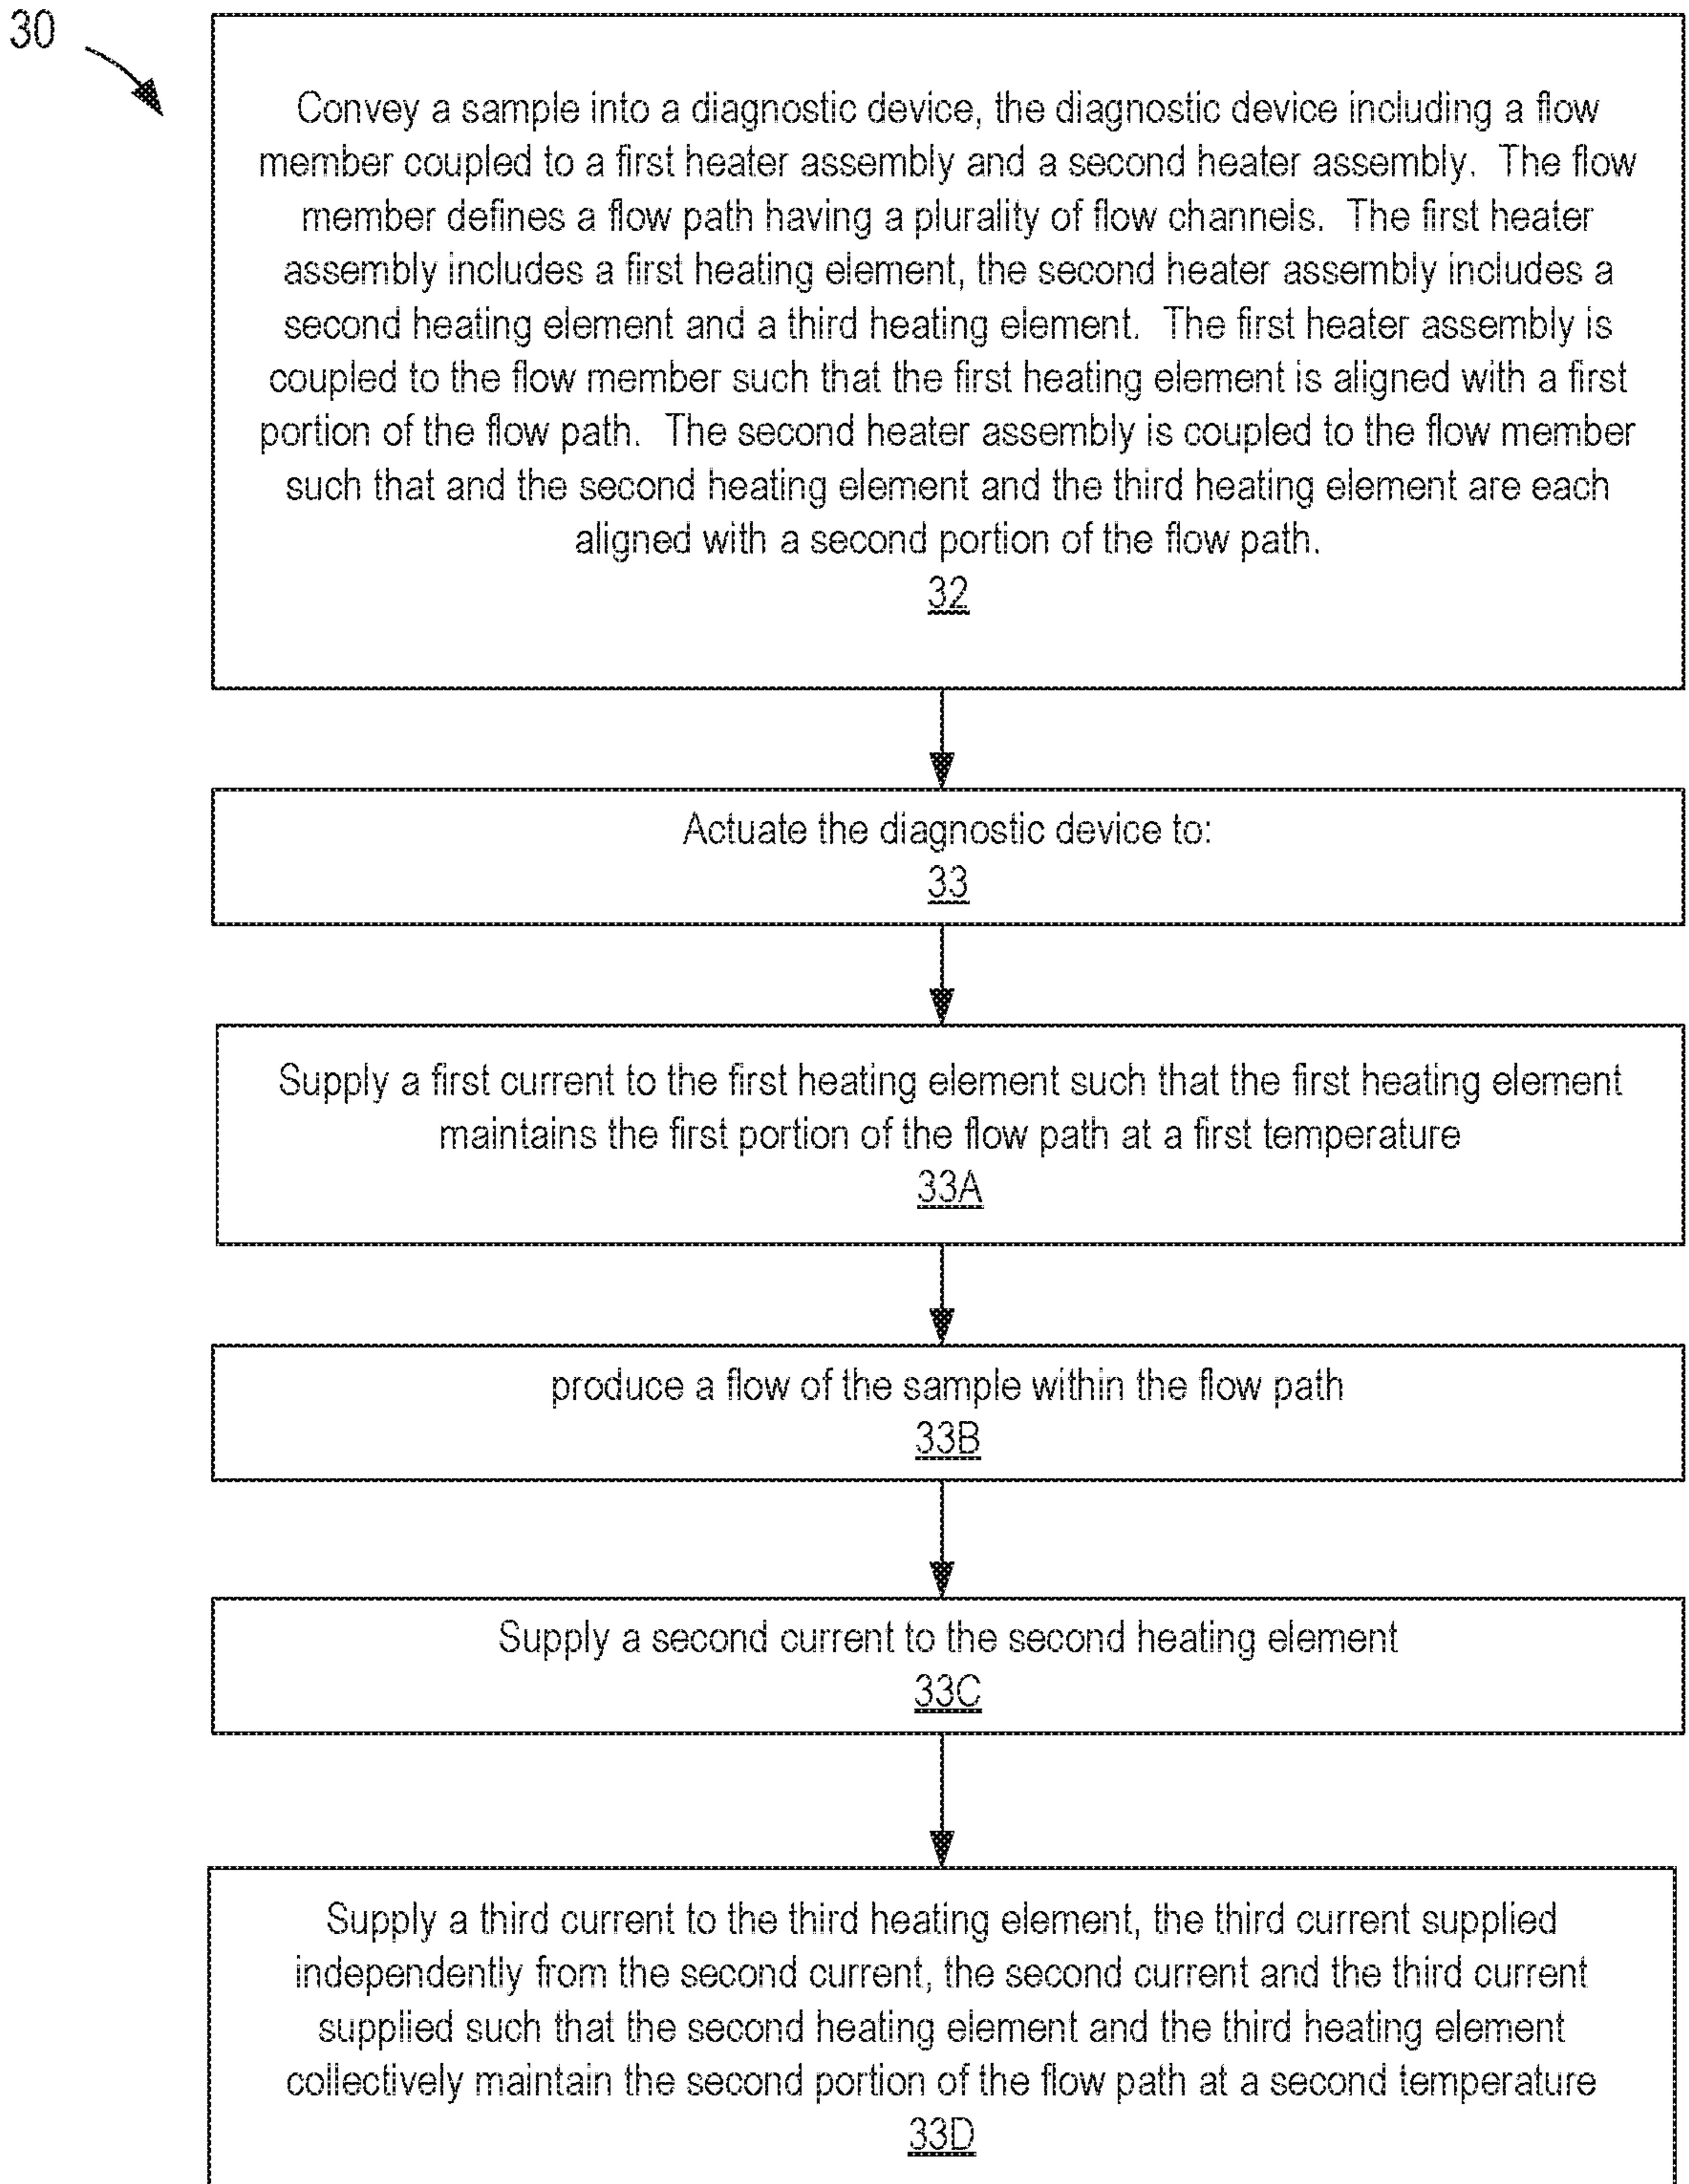 30
Convey a sample into a diagnostic device, the diagnostic device including a flow
member coupled to a first heater assembly and a second heater assembly. The flow
member defines a flow path having a plurality of flow channels. The first heater
assembly includes a first heating element, the second heater assembly includes a
second heating element and a third heating element. The first heater assembly is
coupled to the flow member such that the first heating element is aligned with a first
portion of the flow path. The second heater assembly is coupled to the flow member
such that and the second heating element and the third heating element are each
aligned with a second portion of the flow path.
32
Actuate the diagnostic device to:
33
Supply a first current to the first heating element such that the first heating element
maintains the first portion of the flow path at a first temperature
33A
produce a flow of the sample within the flow path
33B
Supply a second current to the second heating element
33C
Supply a third current to the third heating element, the third current supplied
independently from the second current, the second current and the third current
supplied such that the second heating element and the third heating element
collectively maintain the second portion of the flow path at a second temperature
33D